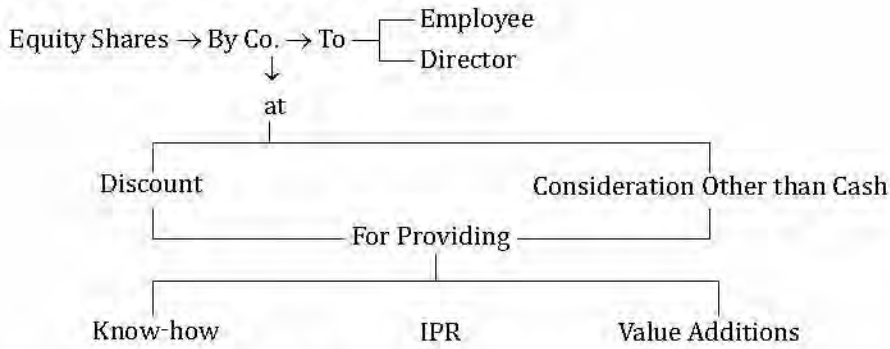 Employee
Equity Shares → By Co. → To
Director
↓
at
Discount
Consideration Other than Cash
For Providing
Know-how IPR Value Additions